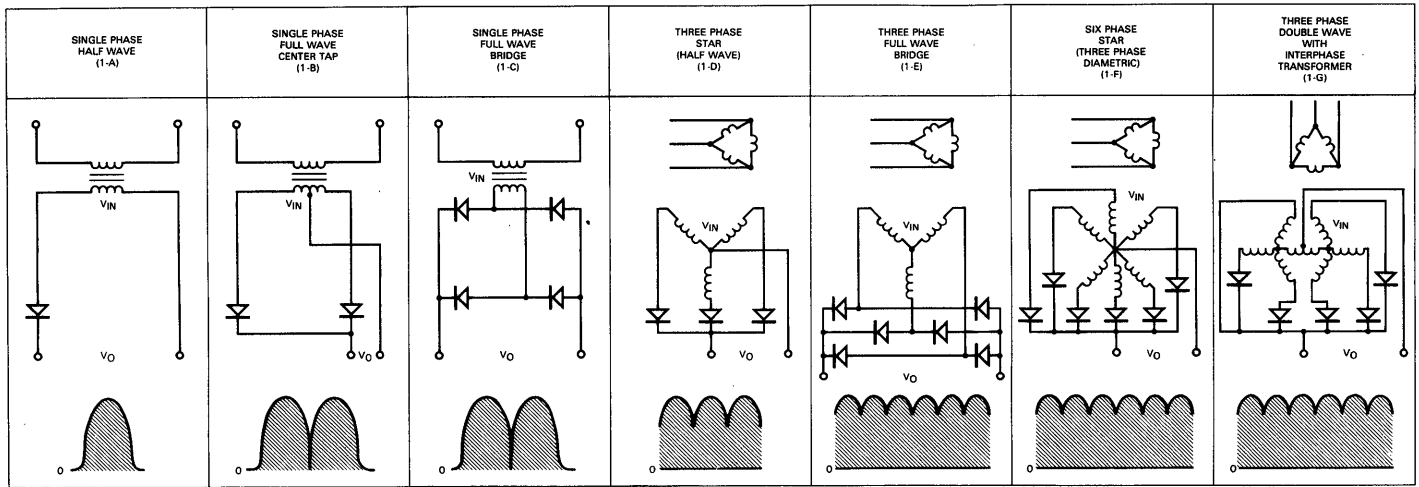 SINGLE PHASE
HALF WAVE
(1-A)
SINGLE PHASE
FULL WAVE
CENTER TAP
(1-B)
SINGLE PHASE
FULL WAVE
BRIDGE
(1-C)
THREE PHASE
STAR
(HALF WAVE)
(1-D)
THREE PHASE
FULL WAVE
BRIDGE
(1-E)
SIX PHASE
STAR
(THREE PHASE
DIAMETRIC)
(1-F)
THREE PHASE
DOUBLE WAVE
WITH
INTERPHASE
TRANSFORMER
(1-G)
VIN
VO
0
VIN
VO
0
VIN
VO
0
VIN
VO
0
VIN
VO
0
VIN
VO
0
VIN
VO
0